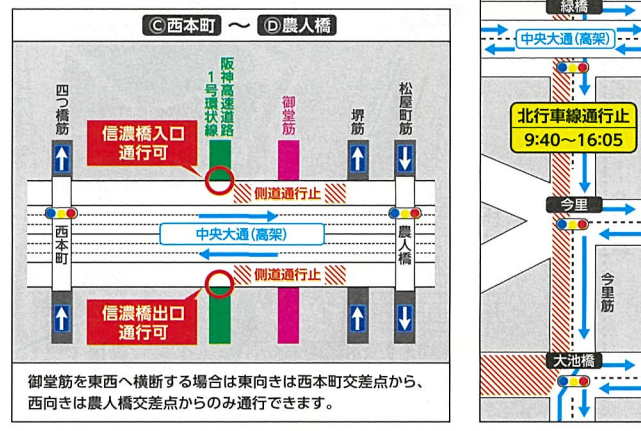 Ⓒ西本町 ～ Ⓓ農人橋
四つ橋筋
阪神高速道路
1号環状線
御堂筋
堺筋
松屋町筋
信濃橋入口
通行可
側道通行止
西本町
中央大通(高架)
農人橋
側道通行止
信濃橋出口
通行可
御堂筋を東西へ横断する場合は東向きは西本町交差点から、
西向きは農人橋交差点からのみ通行できます。
緑橋
中央大通(高架)
北行車線通行止
9:40～16:05
今里
今里筋
大池橋